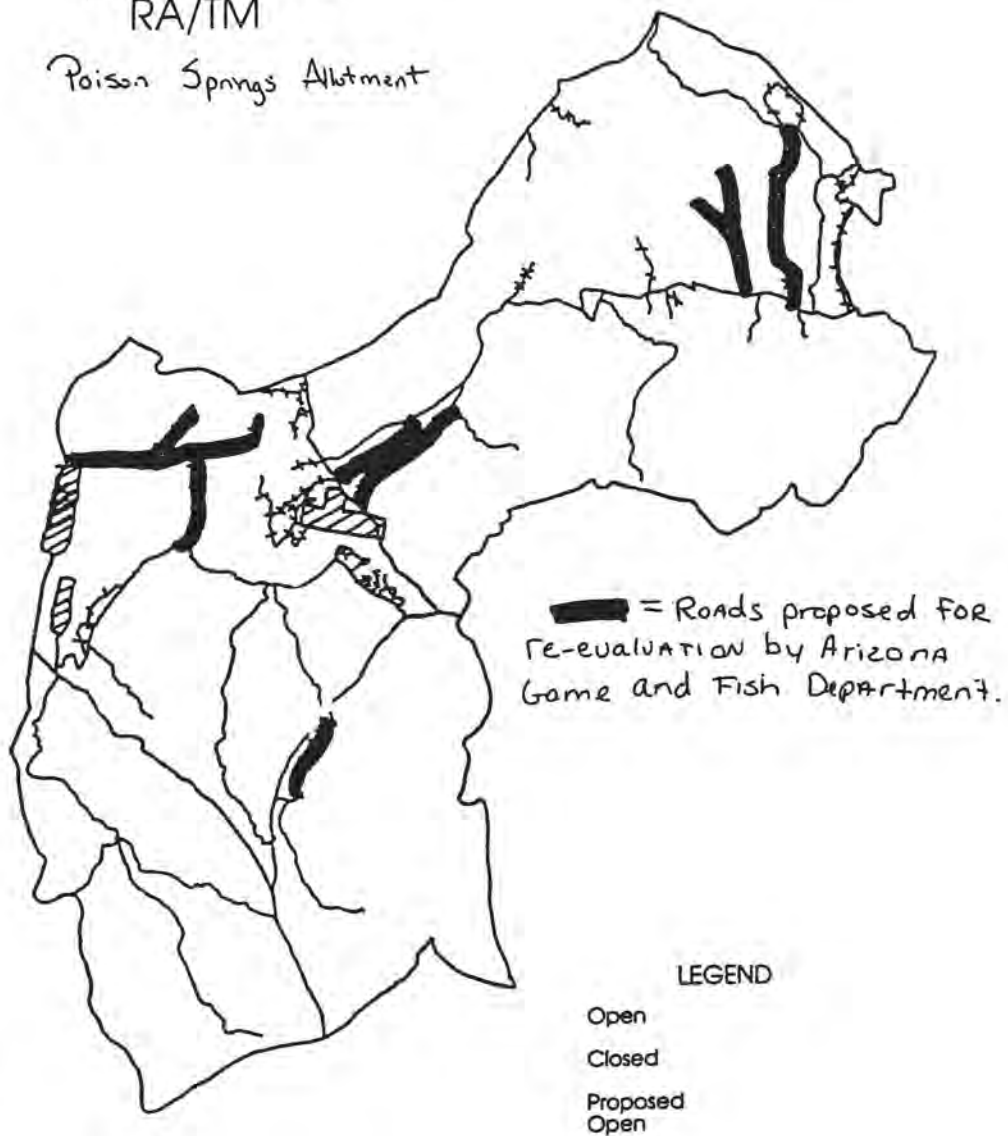 RA/TM
Poison Springs Allotment
= Roads proposed for
re-evaluation by Arizona
Game and Fish Department.
LEGEND
Open
Closed
Proposed
Open